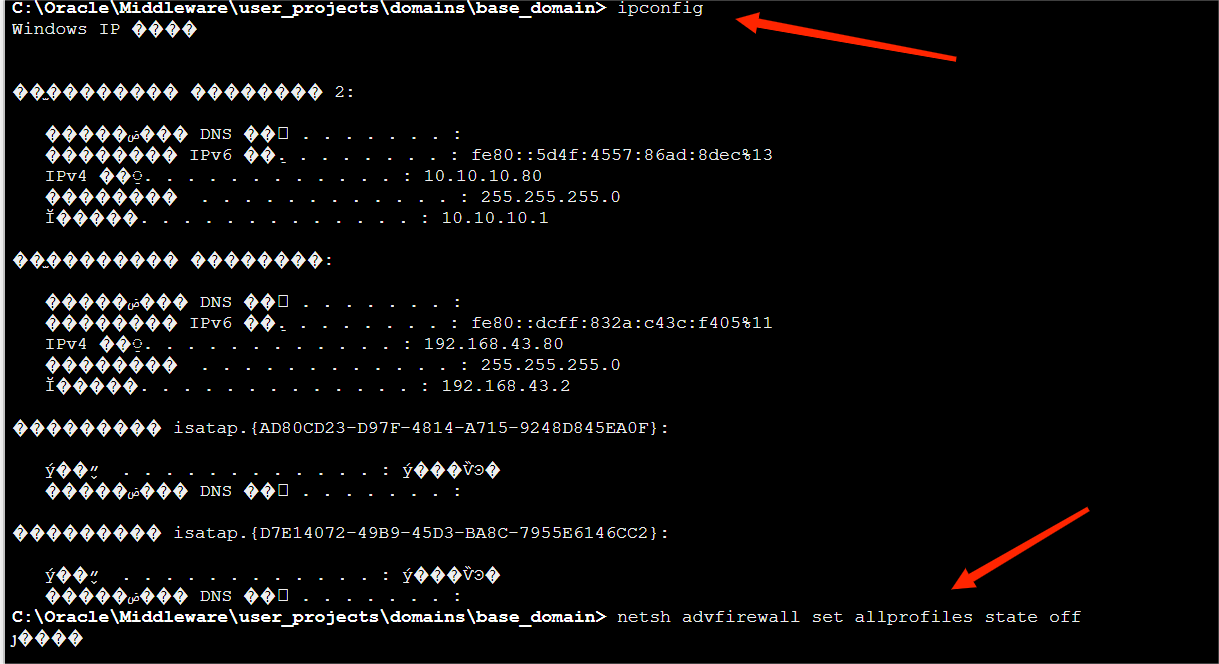 C:\Oracle\Middleware\user_projects\domains\base_domain> ipconfig
Windows IP ����
��ݱ�������� �������� 2:
�����ض���� DNS ��׺ . . . . . . . :
�������� IPv6 ��ַ. . . . . . . . : fe80::5d4f:4557:86ad:8dec%13
IPv4 ��ַ. . . . . . . . . . . . : 10.10.10.80
�������� . . . . . . . . . . . . : 255.255.255.0
Ĭ�����. . . . . . . . . . . . . : 10.10.10.1
��ݱ�������� ��������:
�����ض���� DNS ��׺ . . . . . . . :
�������� IPv6 ��ַ. . . . . . . . : fe80::dcff:832a:c43c:f405%11
IPv4 ��ַ. . . . . . . . . . . . : 192.168.43.80
�������� . . . . . . . . . . . . : 255.255.255.0
Ĭ�����. . . . . . . . . . . . . : 192.168.43.2
��������� isatap.{AD80CD23-D97F-4814-A715-9248D845EA0F}:
ý��״̬ . . . . . . . . . . . . : ý���ѶϿ�
�����ض���� DNS ��׺ . . . . . . . :
��������� isatap.{D7E14072-49B9-45D3-BA8C-7955E6146CC2}:
ý��״̬ . . . . . . . . . . . . : ý���ѶϿ�
�����ض���� DNS ��׺ . . . . . . . :
C:\Oracle\Middleware\user_projects\domains\base_domain> netsh advfirewall set allprofiles state off
ȷ����